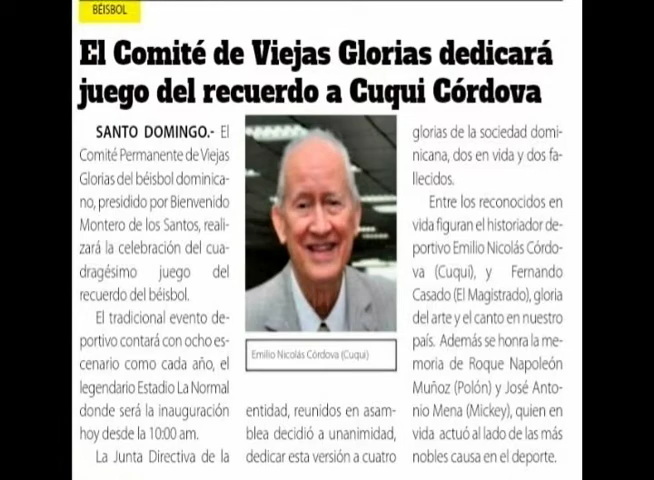 BÉISBOL
El Comité de Viejas Glorias dedicará
juego del recuerdo a Cuqui Córdova
SANTO DOMINGO.- El
Comité Permanente de Viejas
Glorias del béisbol dominica-
no, presidido por Bienvenido
Montero de los Santos, reali-
zará la celebración del cua-
dragésimo juego del
recuerdo del béisbol.
El tradicional evento de-
portivo contará con ocho es-
cenario como cada año, el
legendario Estadio La Normal
donde será la inauguración
hoy desde la 10:00 am.
La Junta Directiva de la
Emilio Nicolás Córdova (Cuqui)
entidad, reunidos en asam-
blea decidió a unanimidad,
dedicar esta versión a cuatro
glorias de la sociedad domi-
nicana, dos en vida y dos fa-
llecidos.
Entre los reconocidos en
vida figuran el historiador de-
portivo Emilio Nicolás Córdo-
va (Cuqui), y Fernando
Casado (El Magistrado), gloria
del arte y el canto en nuestro
país. Además se honra la me-
moria de Roque Napoleón
Muñoz (Polón) y José Anto-
nio Mena (Mickey), quien en
vida actuó al lado de las más
nobles causa en el deporte.